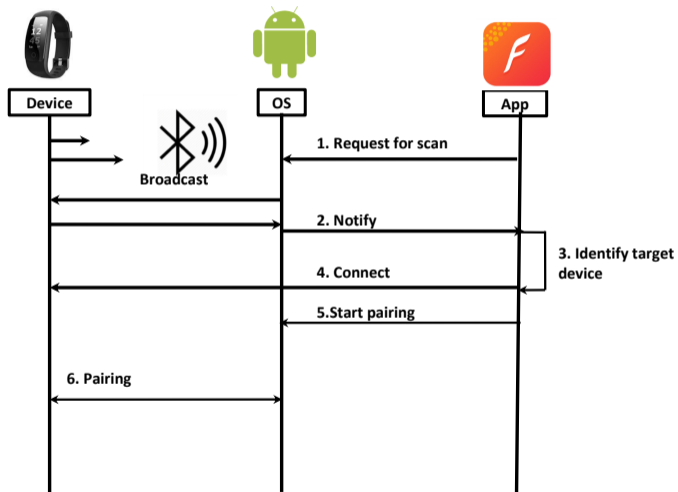 Device
OS
App
1. Request for scan
Broadcast
2. Notify
3. Identify target
device
4. Connect
5.Start pairing
6. Pairing